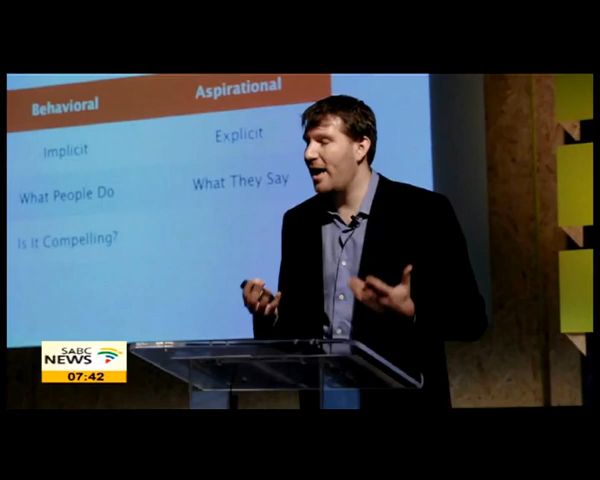 Behavioral
Aspirational
Implicit
Explicit
What People Do
What They Say
Is It Compelling?
SABC
NEWS
07:42